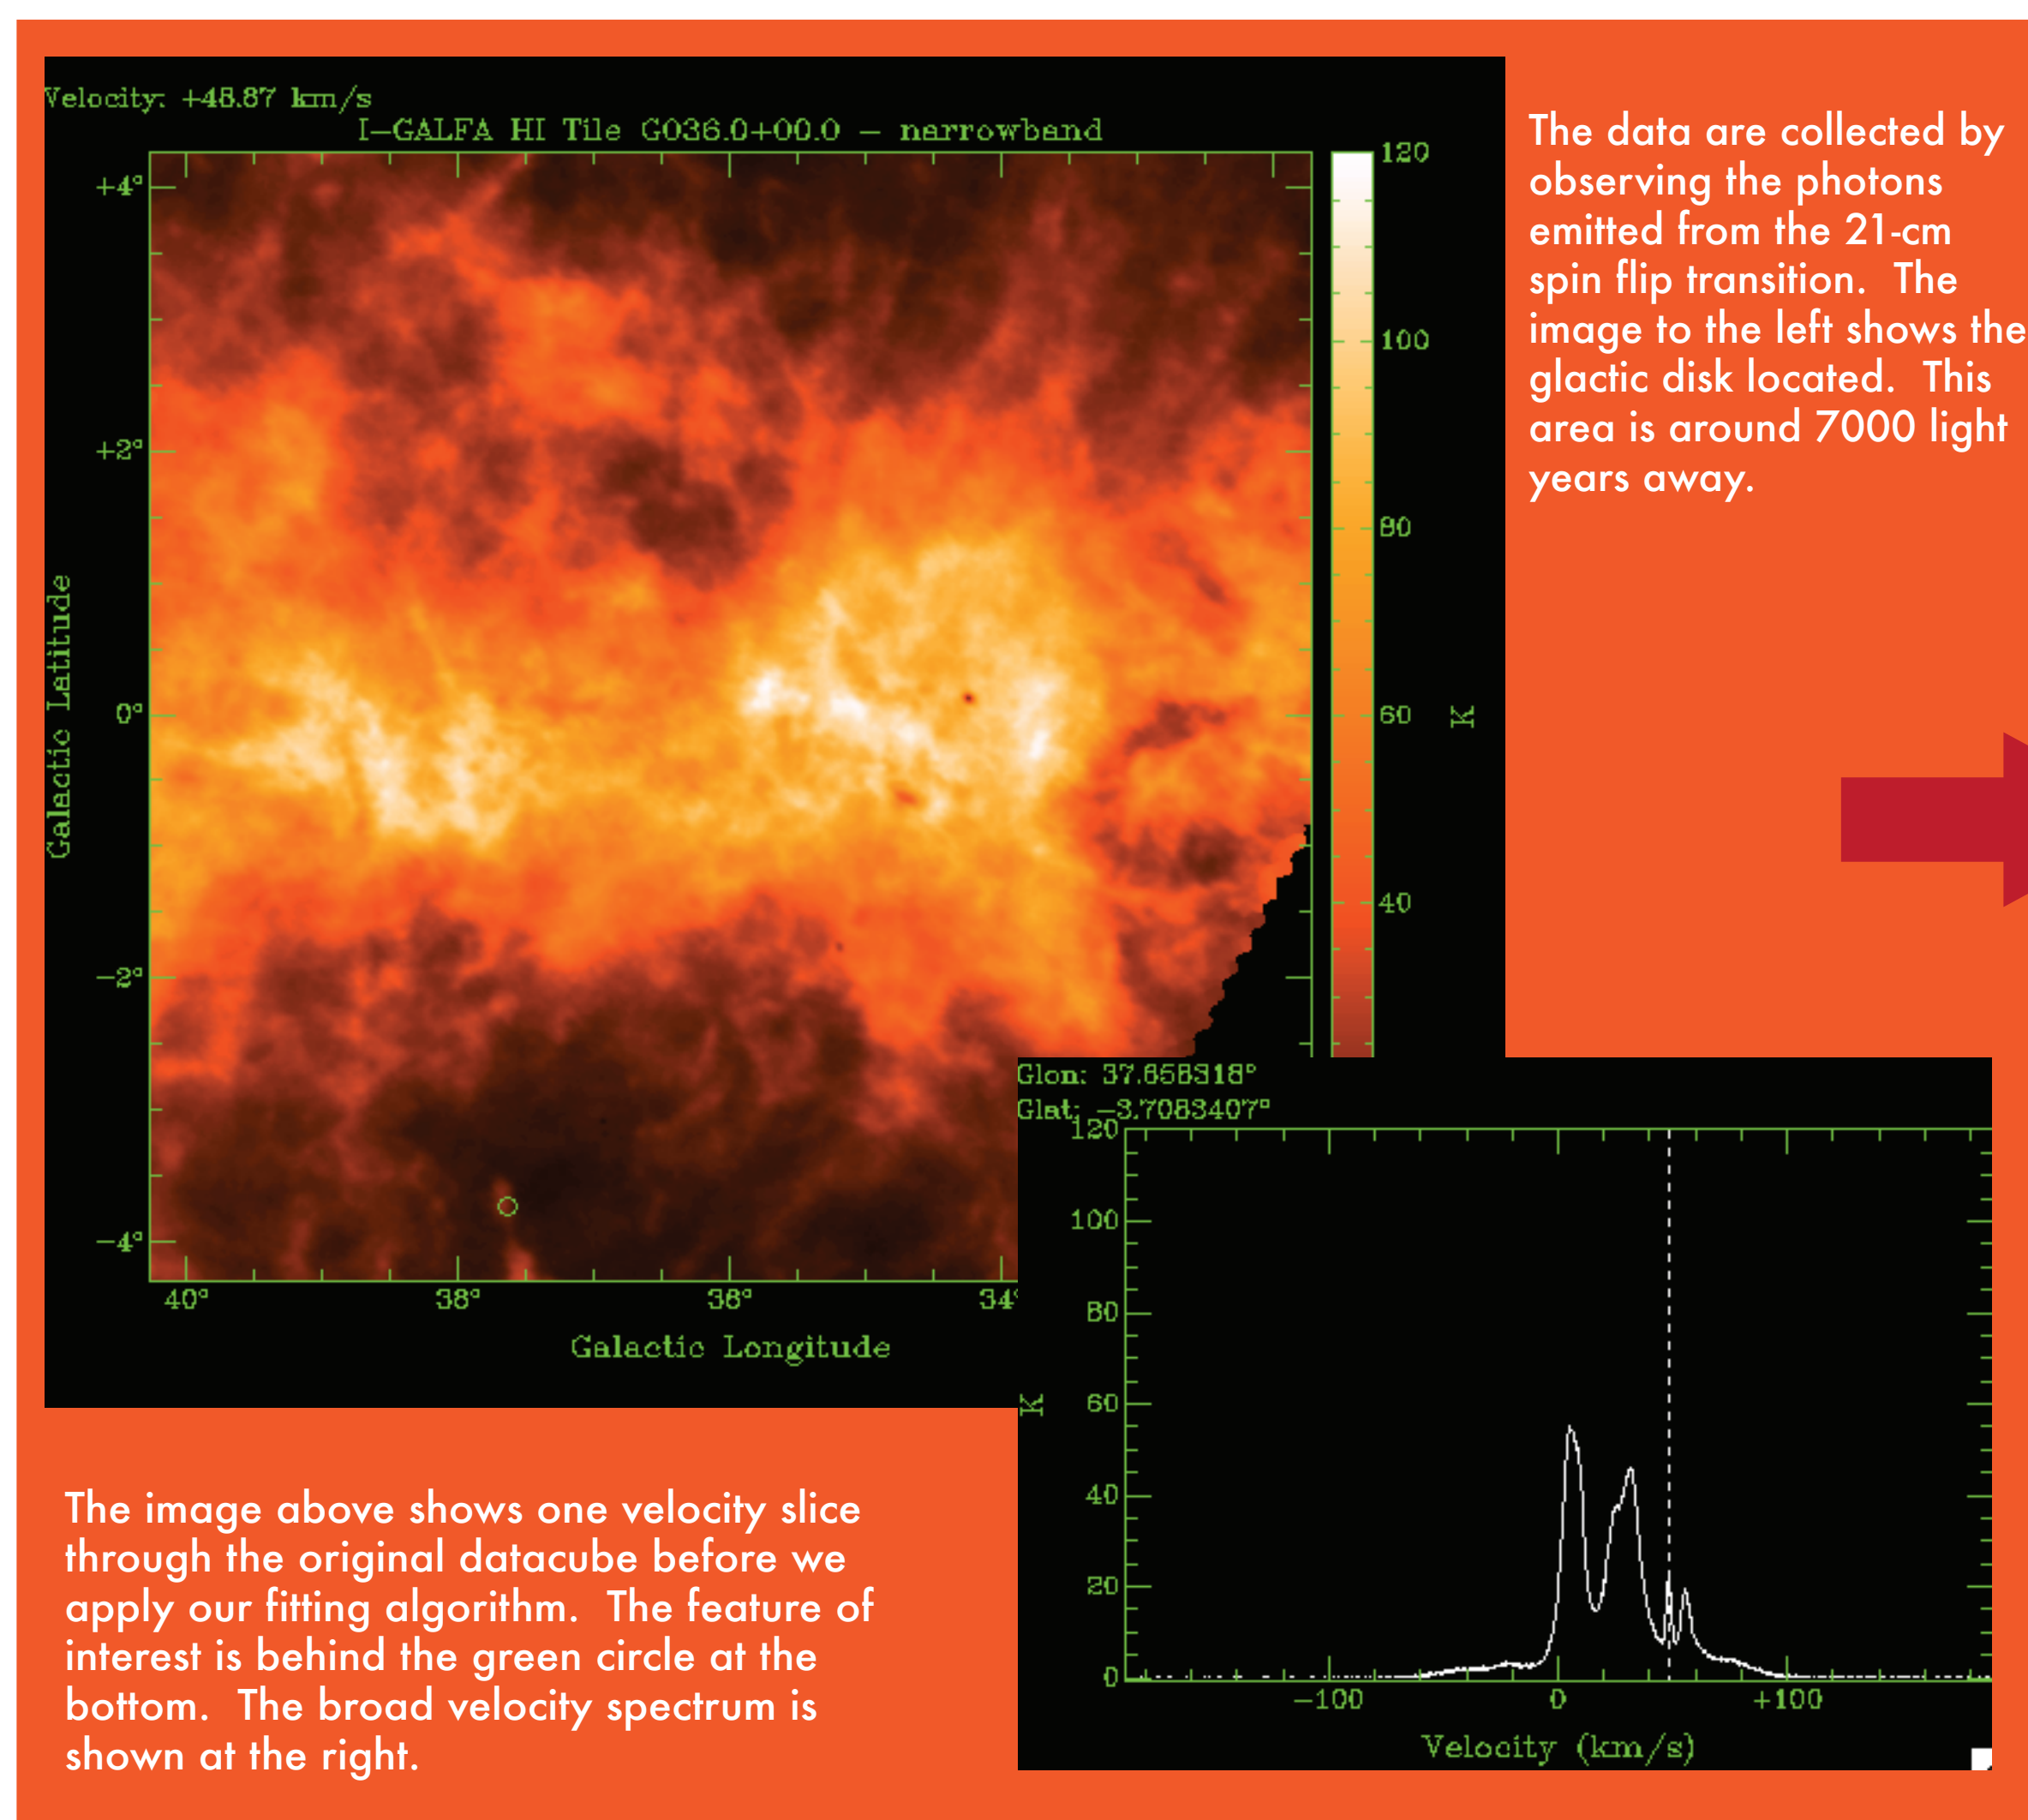 Velocity: +48.87 km/s
I-GALFA HI Tile G036.0+00.0 - narrowband
+4°
+2°
0°
-2°
-4°
Galactic Latitude
40°
38°
36°
34°
Galactic Longitude
120
100
80
60
40
K
The data are collected by
observing the photons
emitted from the 21-cm
spin flip transition.  The
image to the left shows the
glactic disk located.  This
area is around 7000 light
years away.
Glon: 37.658318°
Glat: -3.7083407°
120
100
80
60
40
20
0
K
-100
0
+100
Velocity (km/s)
The image above shows one velocity slice
through the original datacube before we
apply our fitting algorithm.  The feature of
interest is behind the green circle at the
bottom.  The broad velocity spectrum is
shown at the right.